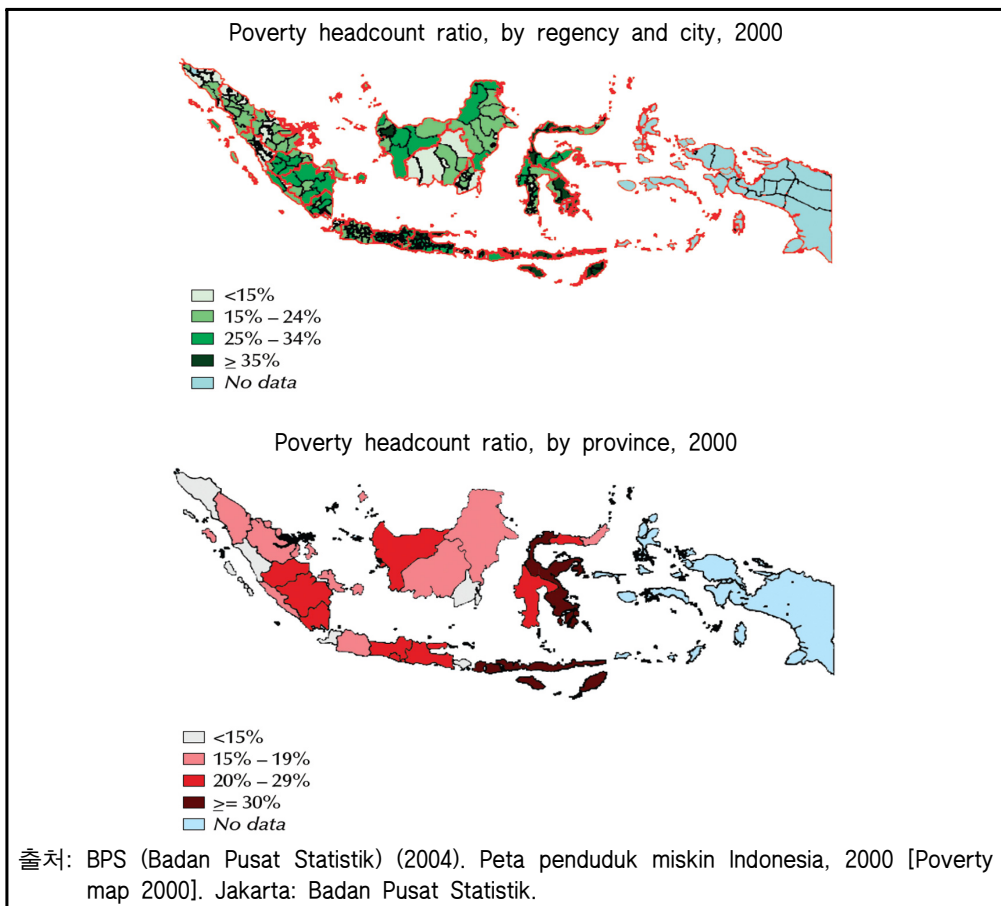 Poverty headcount ratio, by regency and city, 2000
<15%
15% – 24%
25% – 34%
≥ 35%
No data
Poverty headcount ratio, by province, 2000
<15%
15% – 19%
20% – 29%
>= 30%
No data
출처: BPS (Badan Pusat Statistik) (2004). Peta penduduk miskin Indonesia, 2000 [Poverty
map 2000]. Jakarta: Badan Pusat Statistik.